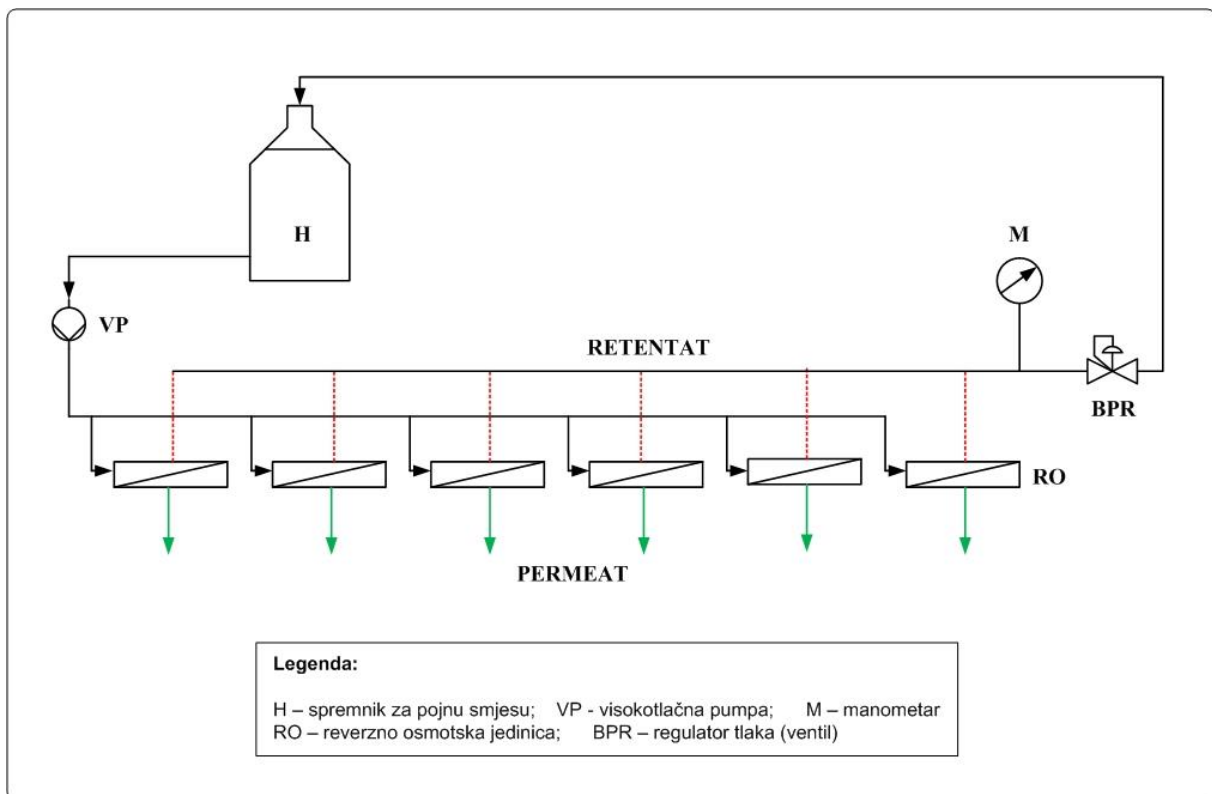 H
M
VP
RETENTAT
BPR
RO
PERMEAT
Legenda:
H – spremnik za pojnu smjesu; VP - visokotlačna pumpa; M – manometar
RO – reverzno osmotska jedinica; BPR – regulator tlaka (ventil)